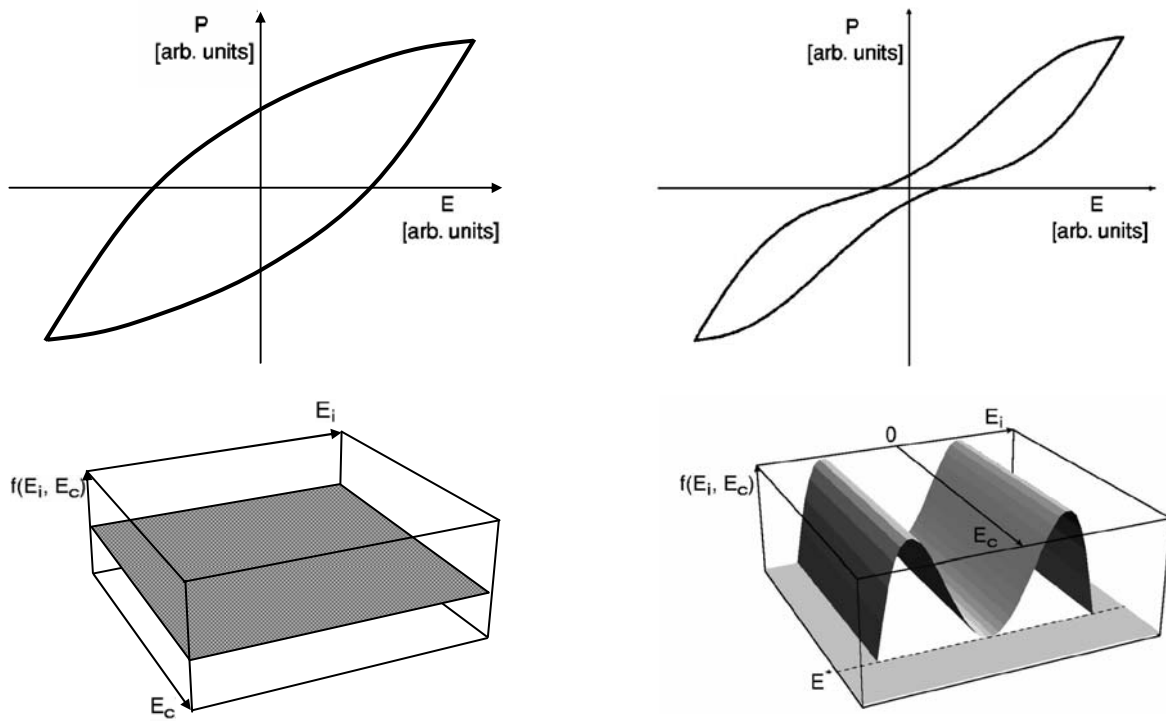 P
[arb. units]
E
[arb. units]
P
[arb. units]
E
[arb. units]
Ei
f(Ei, Ec)
Ec
0
Ei
f(Ei, Ec)
Ec
E